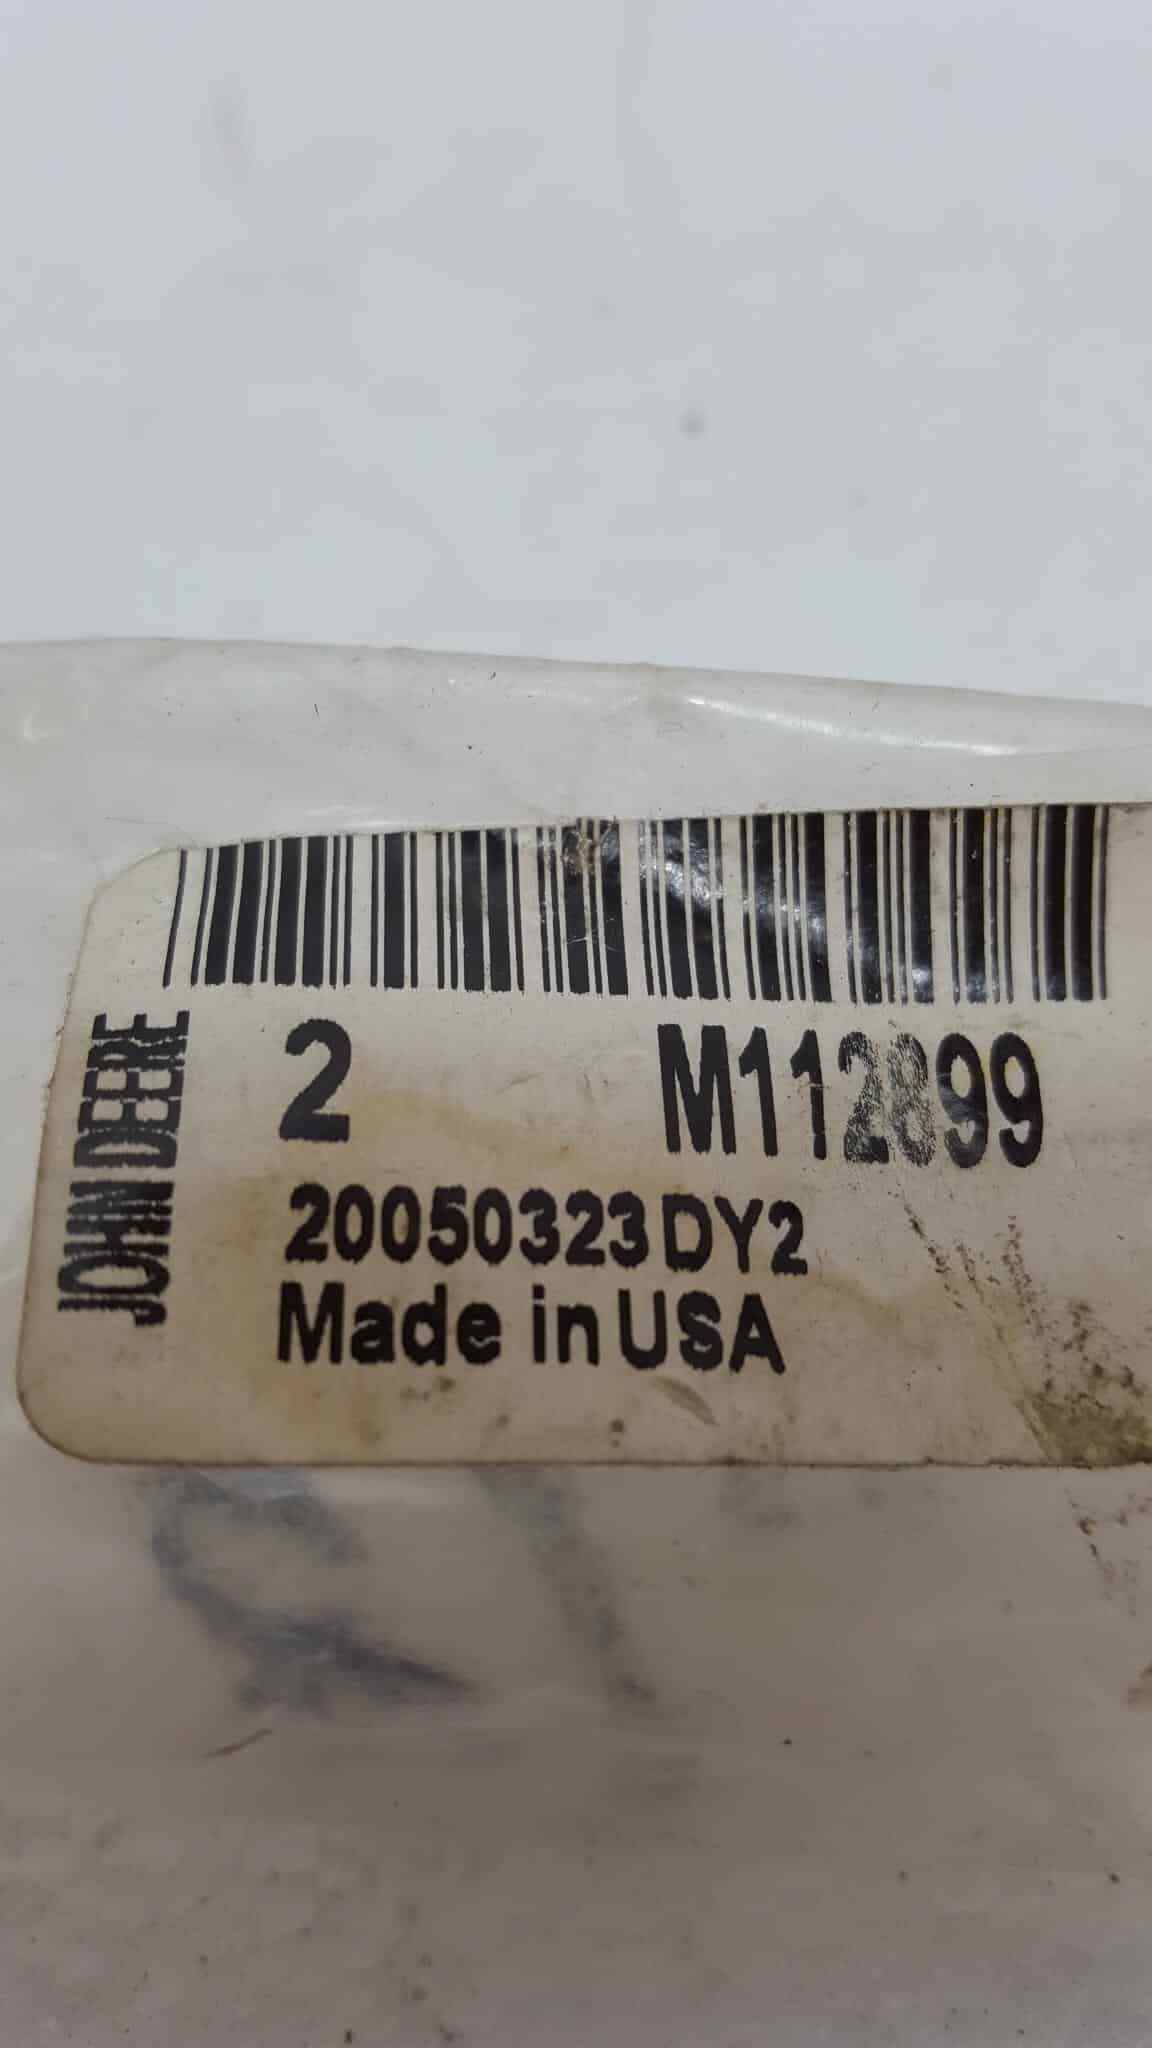 JOHN DEERE
2 M112899
20050323DY2
Made in USA